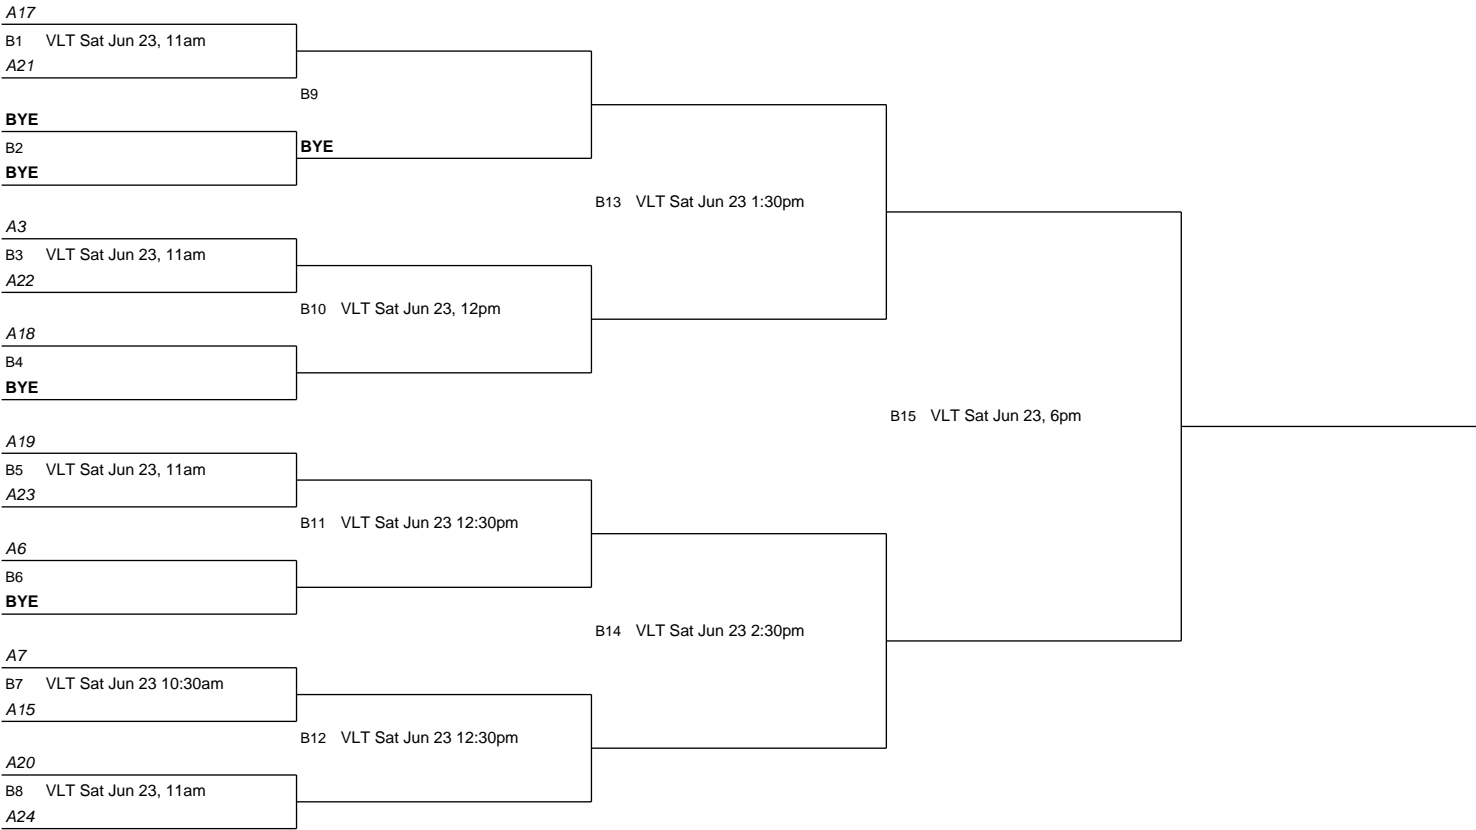 A17
B1 VLT Sat Jun 23, 11am
A21
B9
BYE
B2
BYE
BYE
B13 VLT Sat Jun 23 1:30pm
A3
B3 VLT Sat Jun 23, 11am
A22
B10 VLT Sat Jun 23, 12pm
A18
B4
BYE
B15 VLT Sat Jun 23, 6pm
A19
B5 VLT Sat Jun 23, 11am
A23
B11 VLT Sat Jun 23 12:30pm
A6
B6
BYE
B14 VLT Sat Jun 23 2:30pm
A7
B7 VLT Sat Jun 23 10:30am
A15
B12 VLT Sat Jun 23 12:30pm
A20
B8 VLT Sat Jun 23, 11am
A24